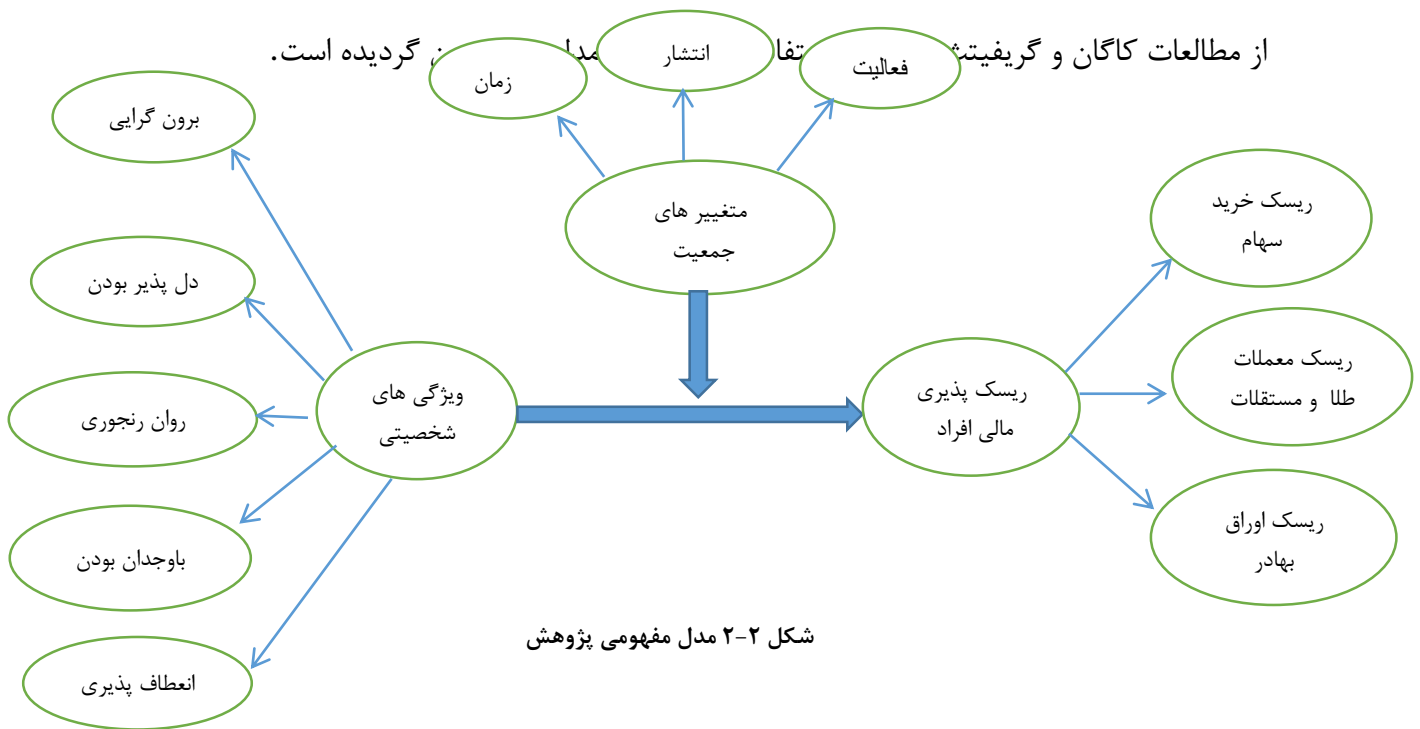 از مطالعات کاگان و گریفیتش گردیده است.
انتشار
فعالیت
زمان
برون گرایی
متغییر های
جمعیت
ریسک خرید
سهام
دل پذیر بودن
ویژگی های
شخصیتی
ریسک پذیری
مالی افراد
ریسک معملات
طلا و مستقلات
روان رنجوری
باوجدان بودن
ریسک اوراق
بهادر
انعطاف پذیری
شکل ۲-۲ مدل مفهومی پژوهش